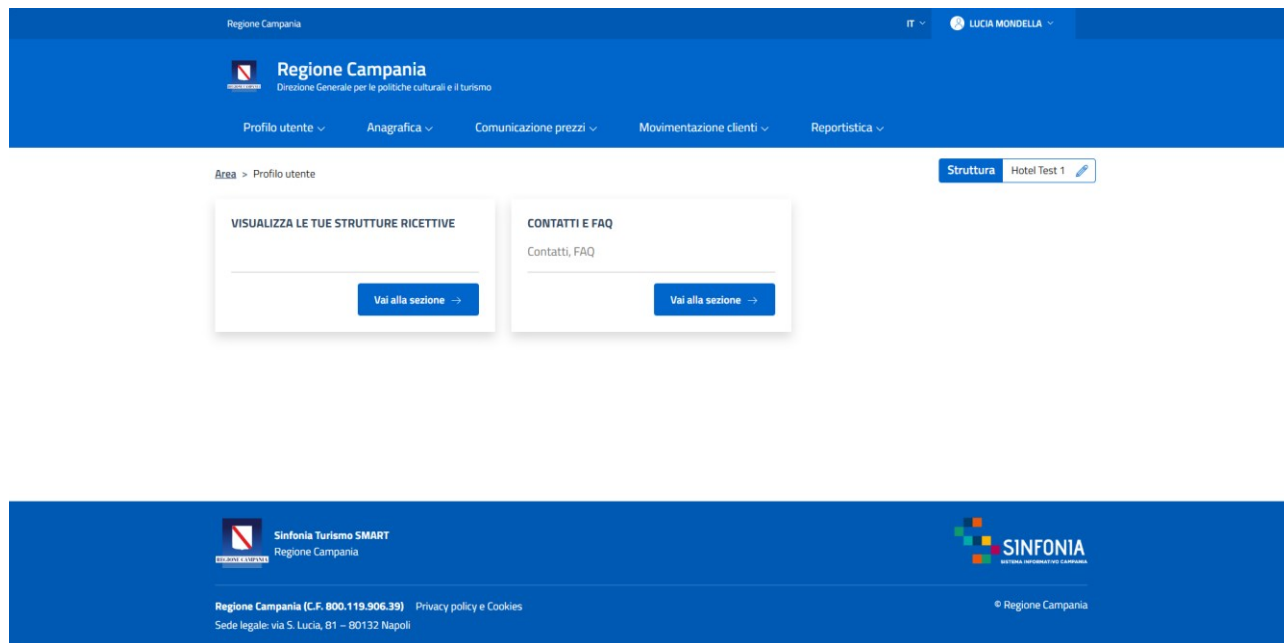 Regione Campania
IT
LUCIA MONDELLA
Regione Campania
Direzione Generale per le politiche culturali e il turismo
Profilo utente
Anagrafica
Comunicazione prezzi
Movimentazione clienti
Reportistica
Area > Profilo utente
Struttura
Hotel Test 1
VISUALIZZA LE TUE STRUTTURE RICETTIVE
Vai alla sezione →
CONTATTI E FAQ
Contatti, FAQ
Vai alla sezione →
REGIONE CAMPANIA
Sinfonia Turismo SMART
Regione Campania
SINFONIA
SISTEMA INFORMATIVO CAMPANIA
Regione Campania (C.F. 800.119.906.39) Privacy policy e Cookies
Sede legale: via S. Lucia, 81 – 80132 Napoli
© Regione Campania